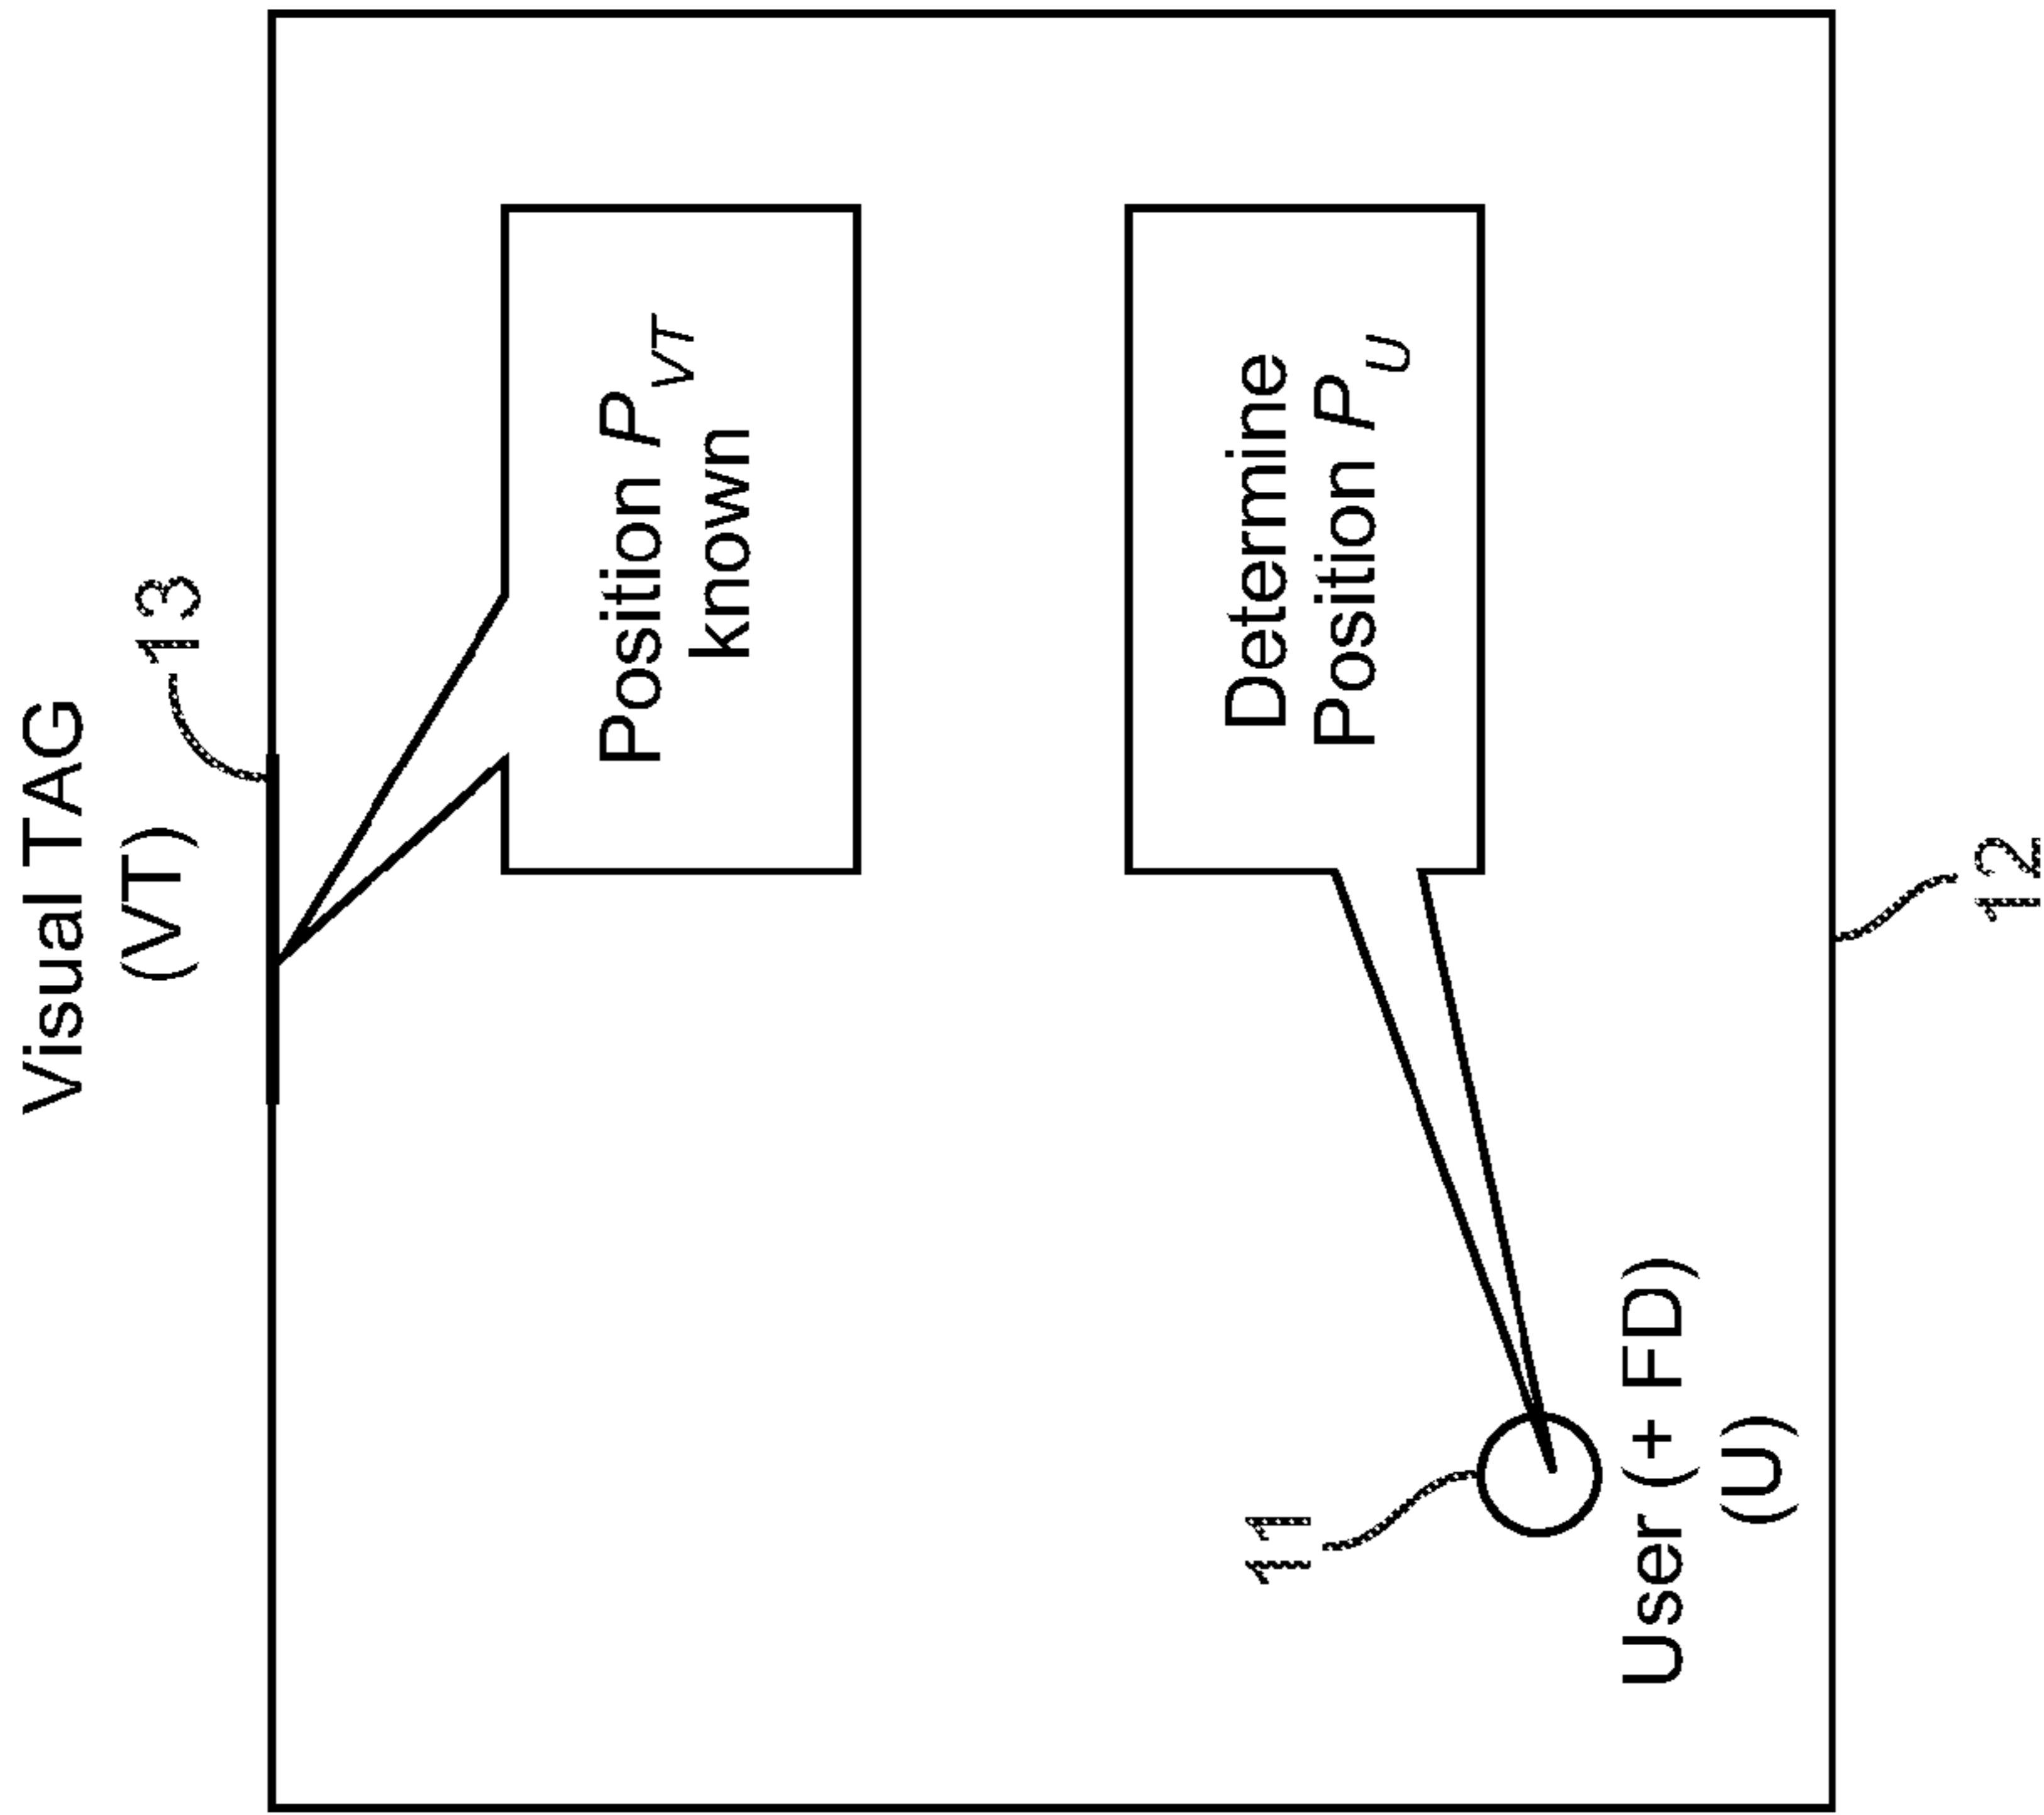 Visual TAG
(VT)
13
Position P_VT
known
Determine
Position P_U
11
User (+ FD)
(U)
12